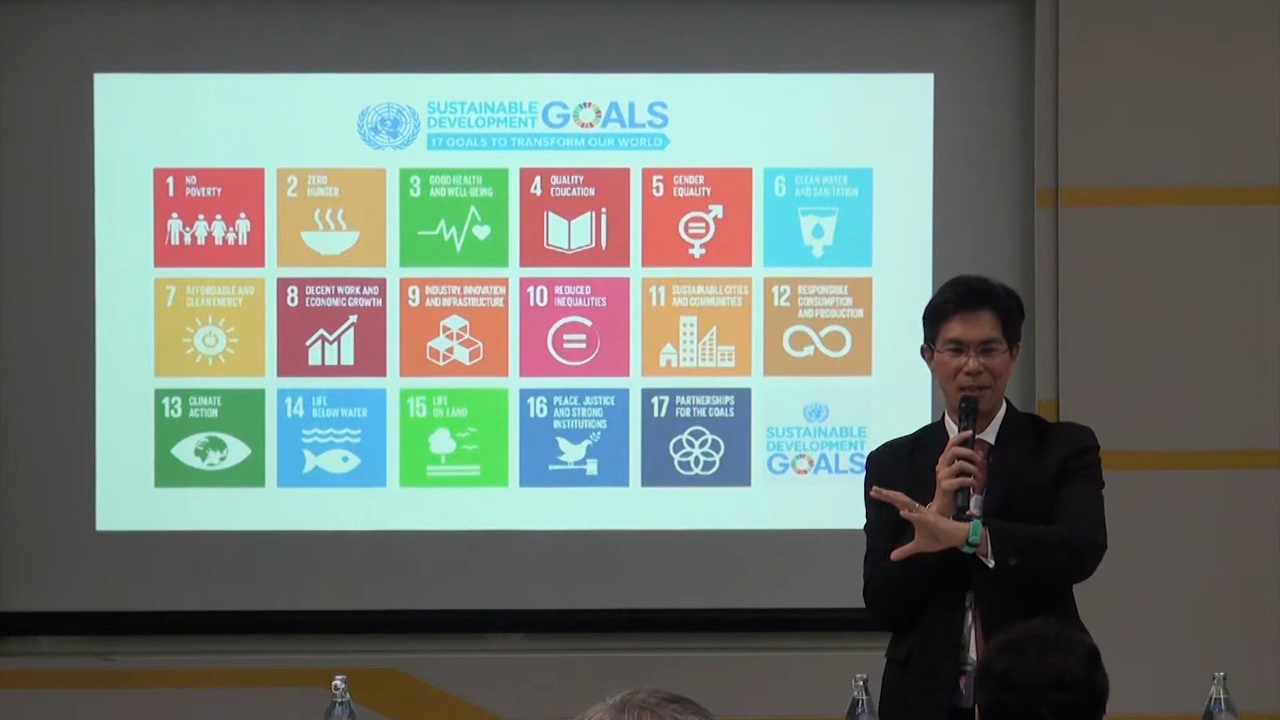 SUSTAINABLE
DEVELOPMENT
GOALS
17 GOALS TO TRANSFORM OUR WORLD
1 NO
POVERTY
2 ZERO
HUNGER
3 GOOD HEALTH
AND WELL-BEING
4 QUALITY
EDUCATION
5 GENDER
EQUALITY
6 CLEAN WATER
AND SANITATION
7 AFFORDABLE AND
CLEAN ENERGY
8 DECENT WORK AND
ECONOMIC GROWTH
9 INDUSTRY, INNOVATION
AND INFRASTRUCTURE
10 REDUCED
INEQUALITIES
11 SUSTAINABLE CITIES
AND COMMUNITIES
12 RESPONSIBLE
CONSUMPTION
AND PRODUCTION
13 CLIMATE
ACTION
14 LIFE
BELOW WATER
15 LIFE
ON LAND
16 PEACE, JUSTICE
AND STRONG
INSTITUTIONS
17 PARTNERSHIPS
FOR THE GOALS
SUSTAINABLE
DEVELOPMENT
GOALS